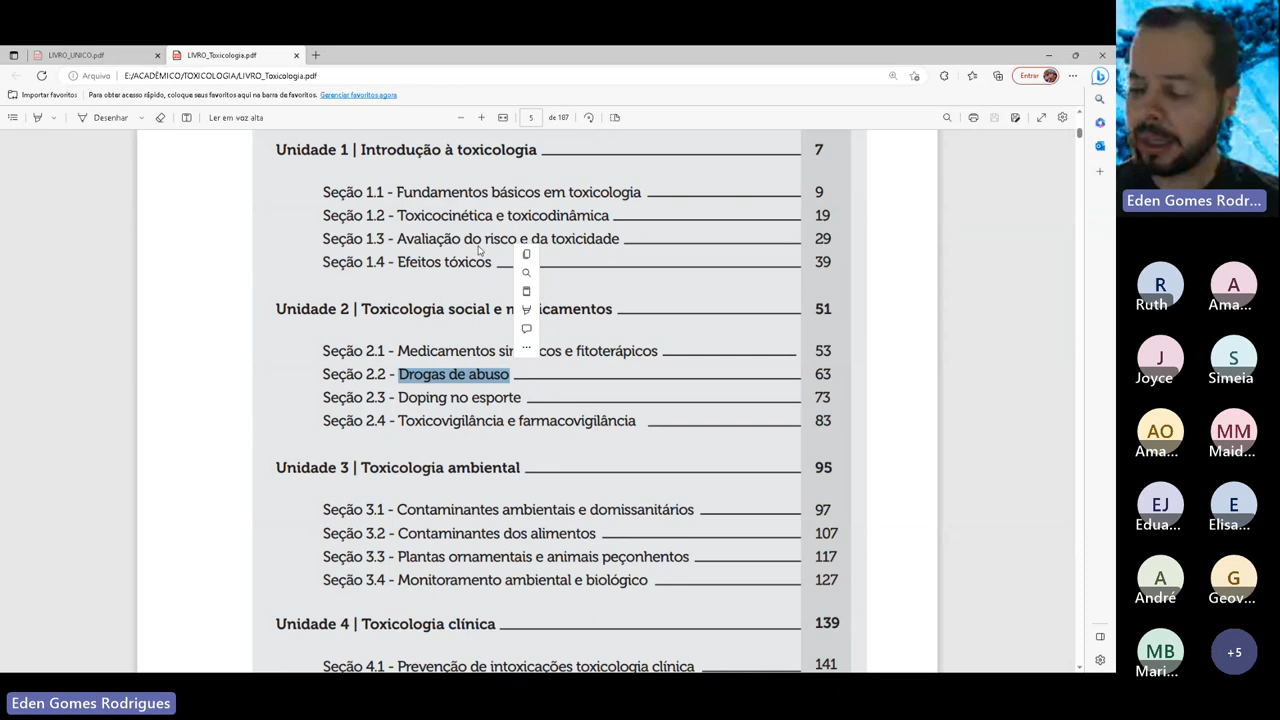 LIVRO_UNICO.pdf
LIVRO_Toxicologia.pdf
Arquivo
E:/ACADÊMICO/TOXICOLOGIA/LIVRO_Toxicologia.pdf
Entrar
Importar favoritos
Para obter acesso rápido, coloque seus favoritos aqui na barra de favoritos. Gerenciar favoritos agora
Desenhar
Ler em voz alta
5
de 187
Unidade 1 | Introdução à toxicologia 7
Seção 1.1 - Fundamentos básicos em toxicologia 9
Seção 1.2 - Toxicocinética e toxicodinâmica 19
Seção 1.3 - Avaliação do risco e da toxicidade 29
Seção 1.4 - Efeitos tóxicos 39
Unidade 2 | Toxicologia social e m icamentos 51
Seção 2.1 - Medicamentos sin icos e fitoterápicos 53
Seção 2.2 - Drogas de abuso 63
Seção 2.3 - Doping no esporte 73
Seção 2.4 - Toxicovigilância e farmacovigilância 83
Unidade 3 | Toxicologia ambiental 95
Seção 3.1 - Contaminantes ambientais e domissanitários 97
Seção 3.2 - Contaminantes dos alimentos 107
Seção 3.3 - Plantas ornamentais e animais peçonhentos 117
Seção 3.4 - Monitoramento ambiental e biológico 127
Unidade 4 | Toxicologia clínica 139
Seção 4.1 - Prevenção de intoxicações toxicologia clínica 141
Eden Gomes Rodr...
R
Ruth
A
Ama...
J
Joyce
S
Simeia
AO
Ama...
MM
Maid...
EJ
Edua...
E
Elisa...
A
André
G
Geov...
MB
Mari...
+5
Eden Gomes Rodrigues